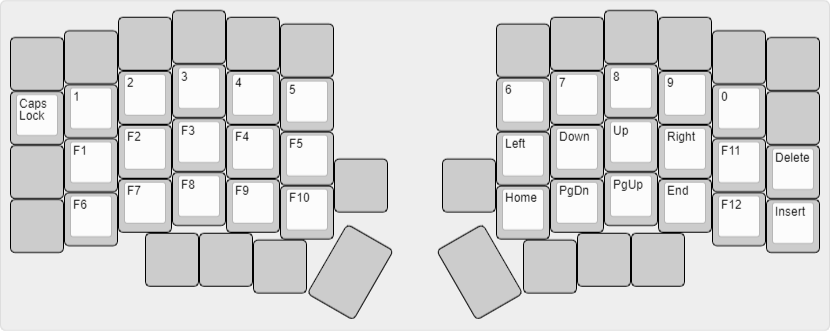 Caps
Lock
1
2
3
4
5
6
7
8
9
0
F1
F2
F3
F4
F5
Left
Down
Up
Right
F11
Delete
F6
F7
F8
F9
F10
Home
PgDn
PgUp
End
F12
Insert